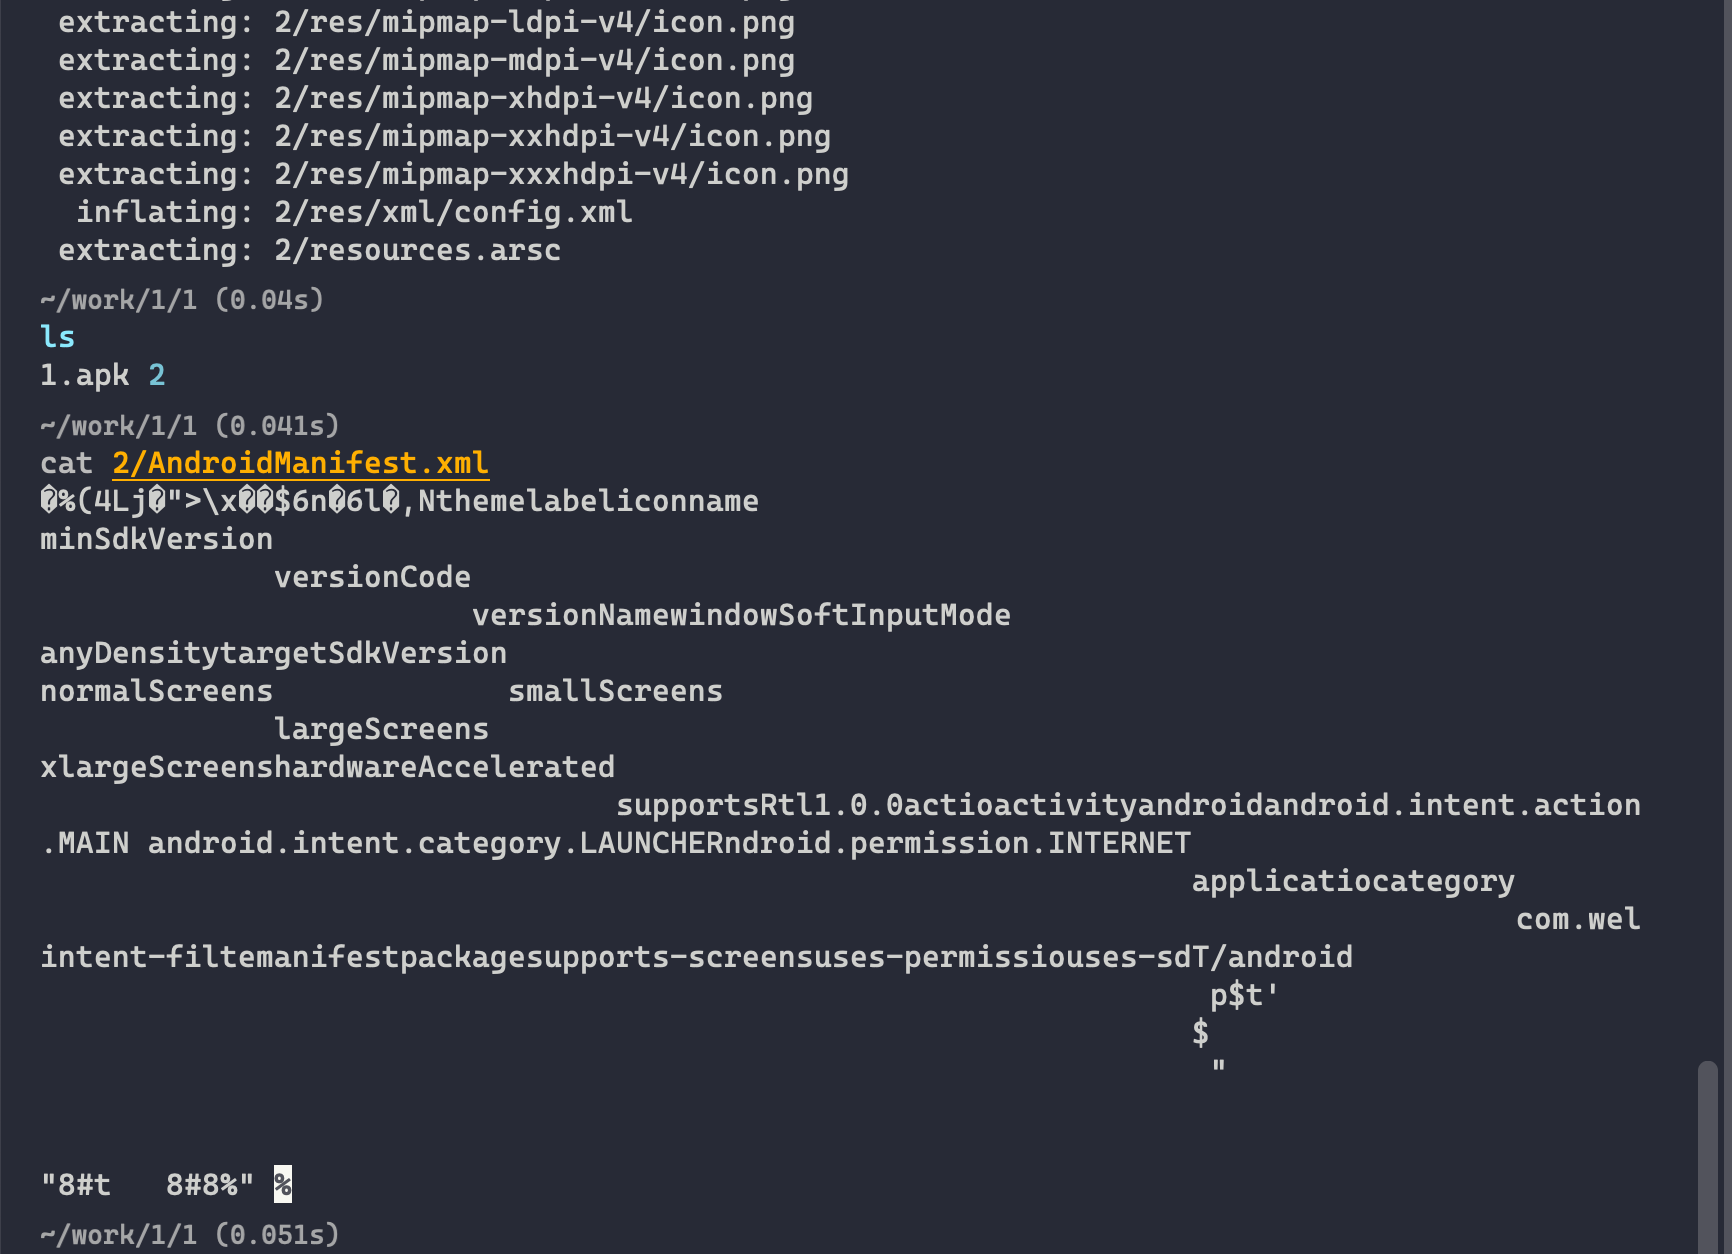 extracting: 2/res/mipmap-ldpi-v4/icon.png
extracting: 2/res/mipmap-mdpi-v4/icon.png
extracting: 2/res/mipmap-xhdpi-v4/icon.png
extracting: 2/res/mipmap-xxhdpi-v4/icon.png
extracting: 2/res/mipmap-xxxhdpi-v4/icon.png
inflating: 2/res/xml/config.xml
extracting: 2/resources.arsc
~/work/1/1 (0.04s)
ls
1.apk 2
~/work/1/1 (0.041s)
cat 2/AndroidManifest.xml
�%(4Lj�">\x��$6n�6l�,Nthemelabeliconname
minSdkVersion
versionCode
versionNamewindowSoftInputMode
anyDensitytargetSdkVersion
normalScreens smallScreens
largeScreens
xlargeScreenshardwareAccelerated
supportsRtl1.0.0actioactivityandroidandroid.intent.action
.MAIN android.intent.category.LAUNCHERndroid.permission.INTERNET
applicatiocategory
com.wel
intent-filtemanifestpackagesupports-screensuses-permissiouses-sdT/android
p$t'
$
"
"8#t 8#8%" %
~/work/1/1 (0.051s)